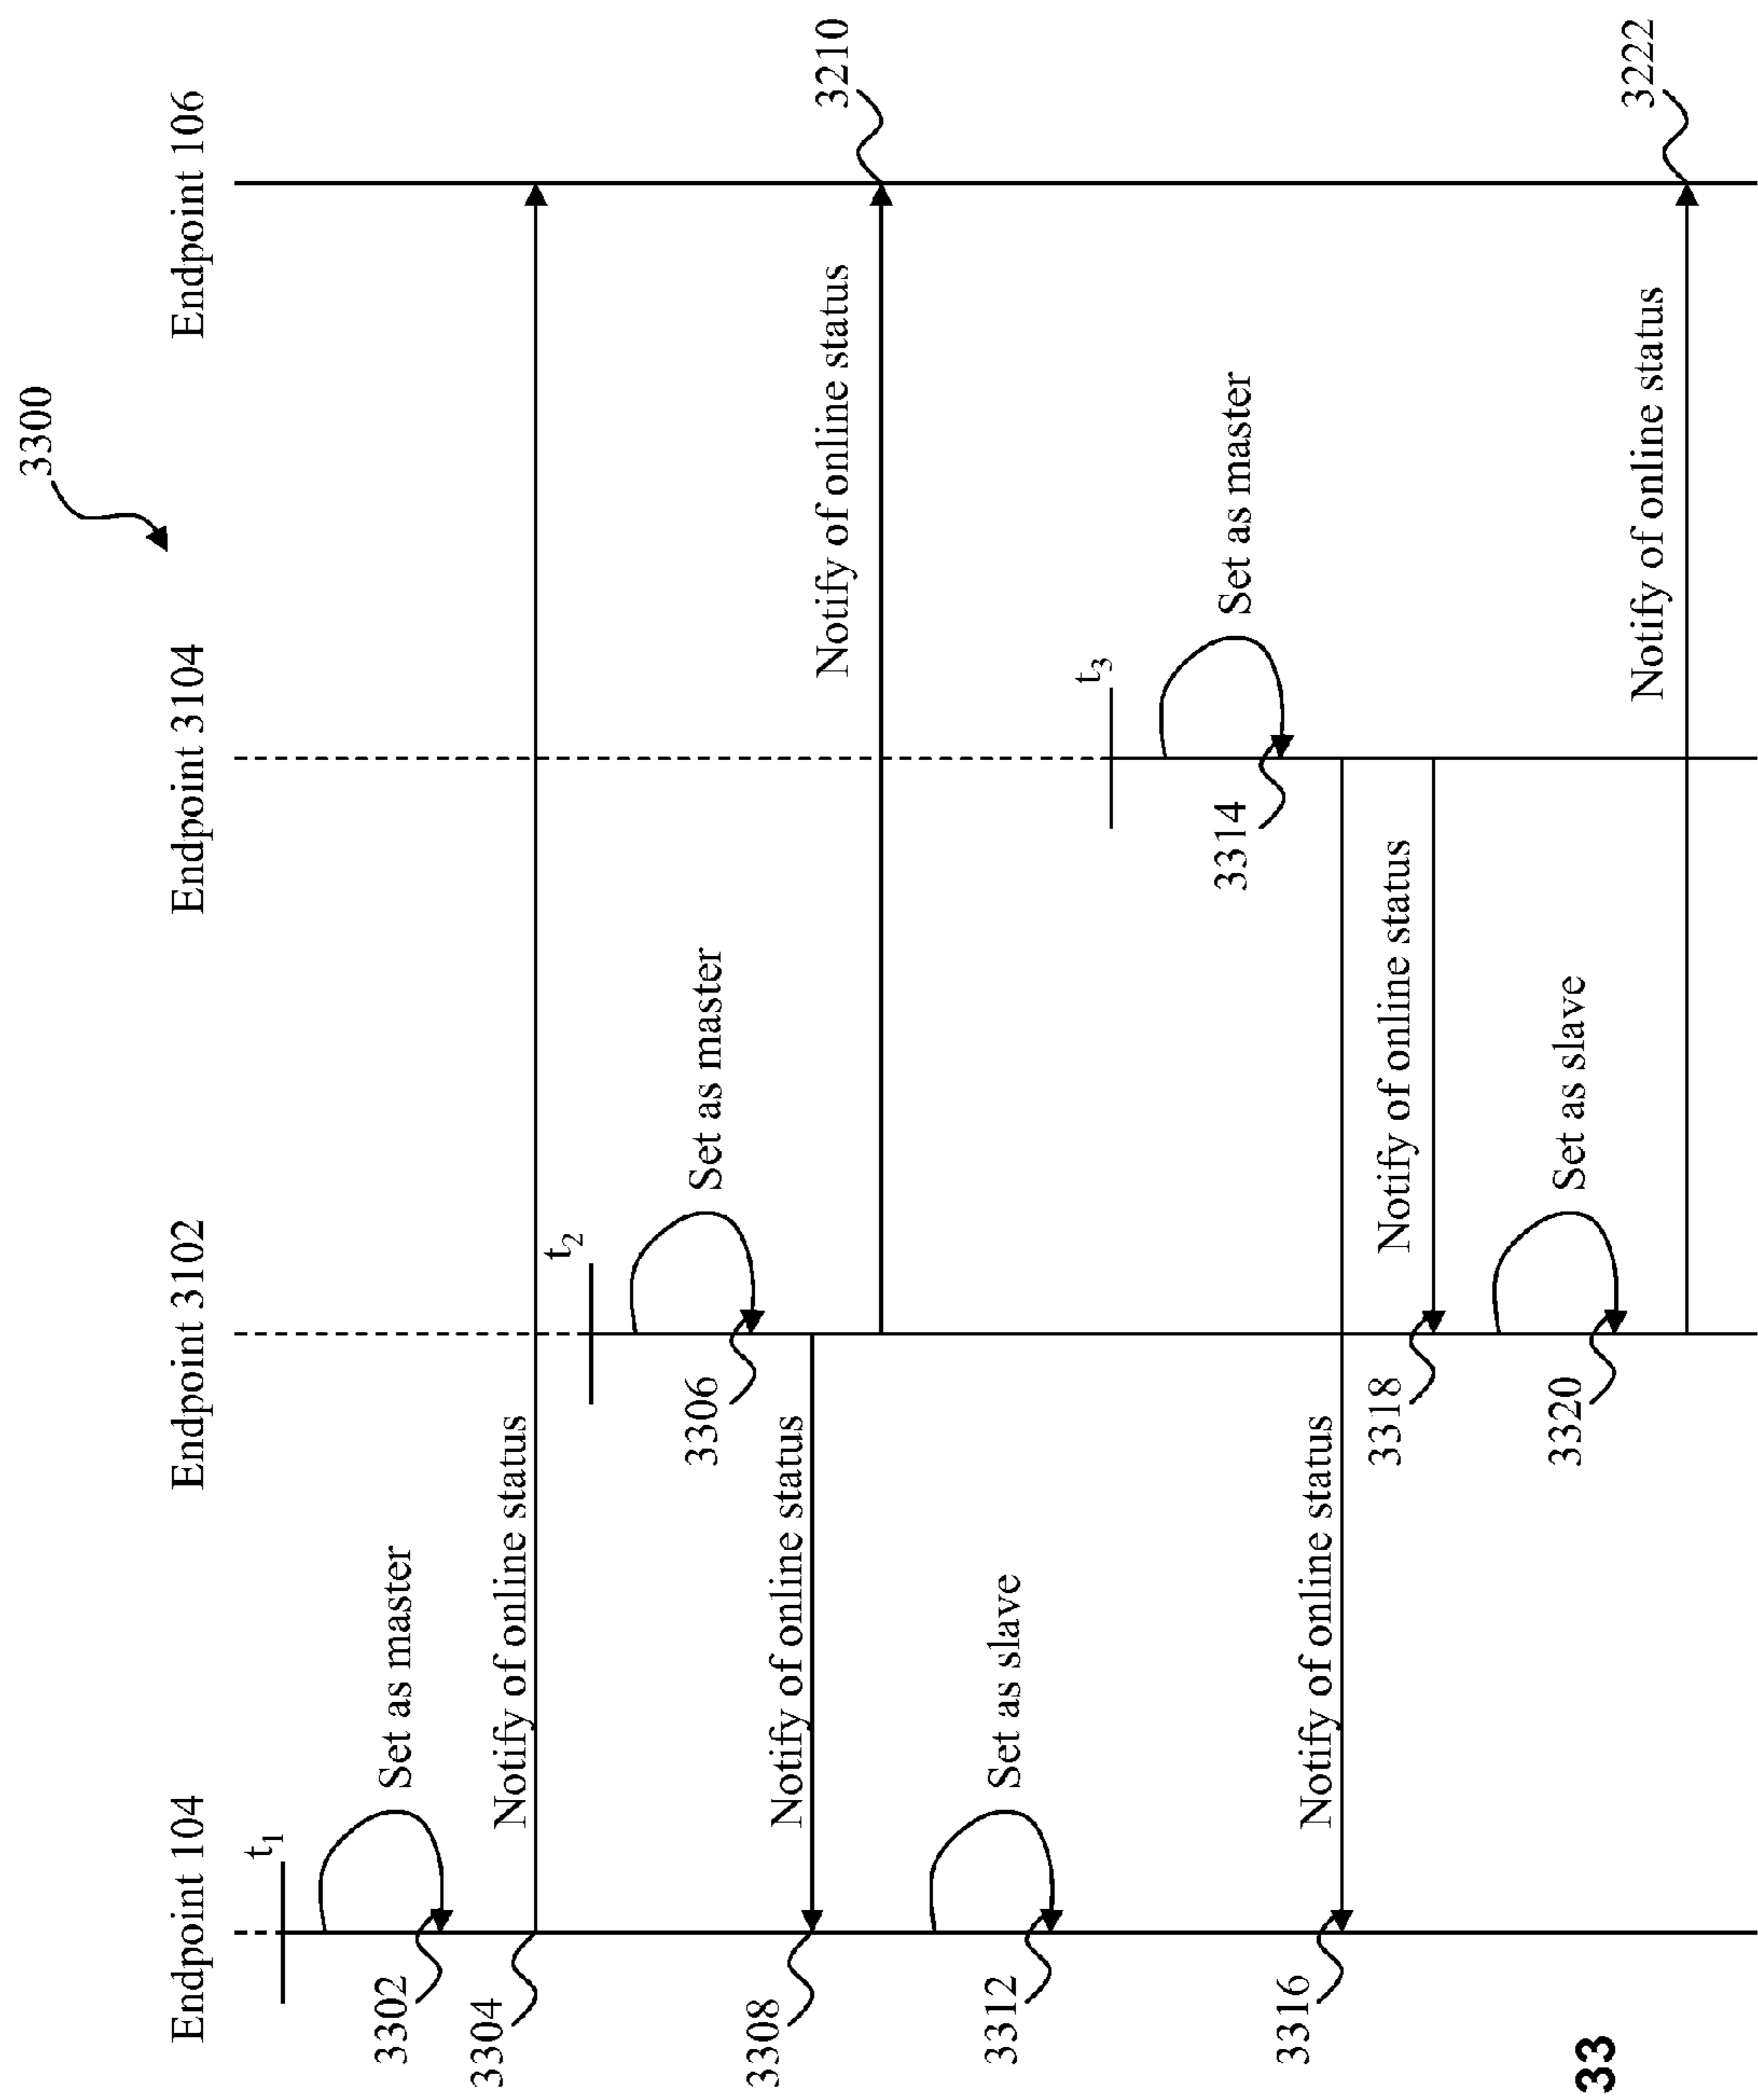 3300
Endpoint 104
Endpoint 3102
Endpoint 3104
Endpoint 106
t1
3302
Set as master
3304
Notify of online status
t2
3306
Set as master
3308
Notify of online status
Notify of online status
3210
3312
Set as slave
t3
3314
Set as master
3316
Notify of online status
3318
Notify of online status
3320
Set as slave
Notify of online status
3222
33